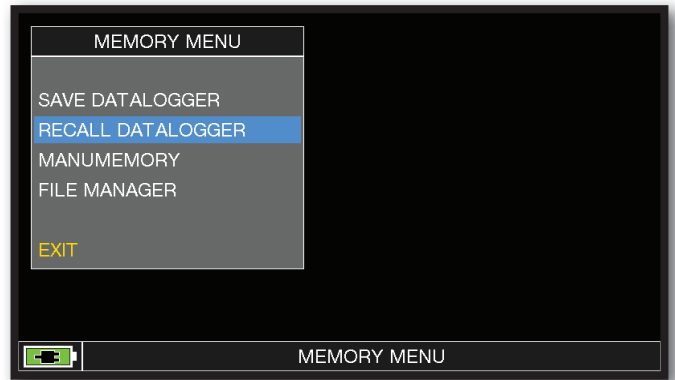 MEMORY MENU
SAVE DATALOGGER
RECALL DATALOGGER
MANUMEMORY
FILE MANAGER
EXIT
MEMORY MENU